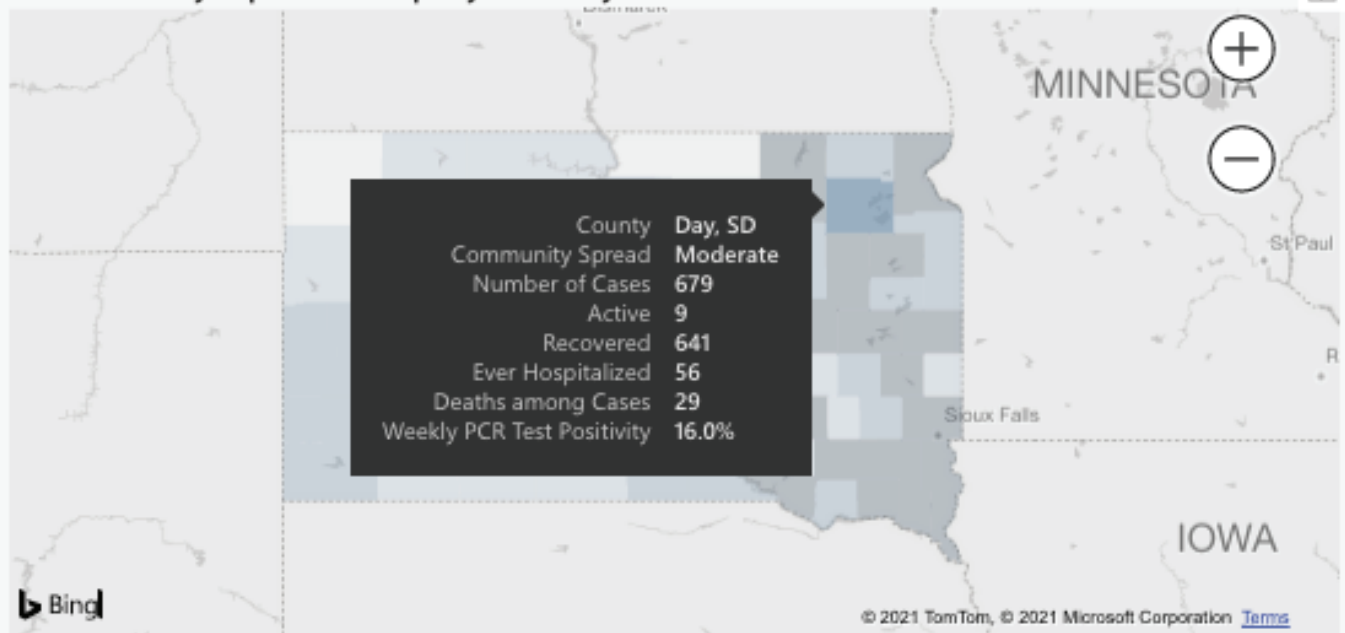 MINNESOTA
County Day, SD
Community Spread Moderate
Number of Cases 679
Active 9
Recovered 641
Ever Hospitalized 56
Deaths among Cases 29
Weekly PCR Test Positivity 16.0%
St Paul
R
Sioux Falls
IOWA
Bing
© 2021 TomTom, © 2021 Microsoft Corporation Terms